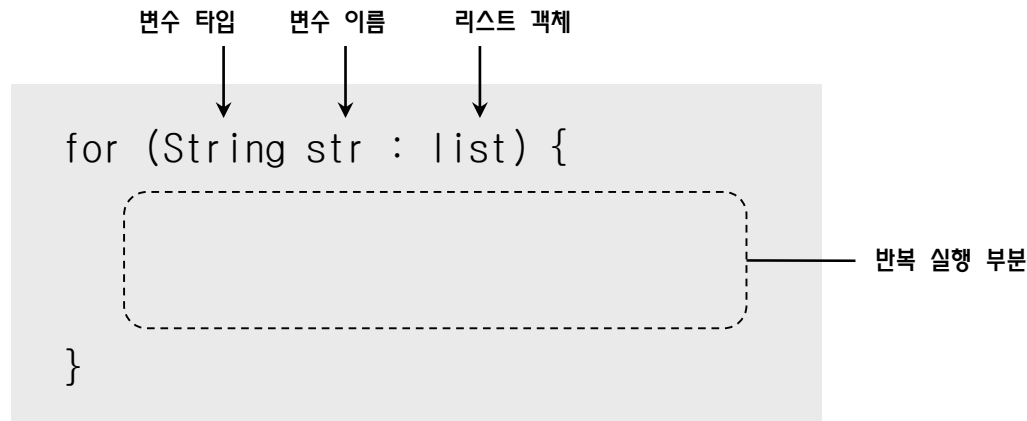 변수 타입 변수 이름 리스트 객체
for (String str : list) {
반복 실행 부분
}